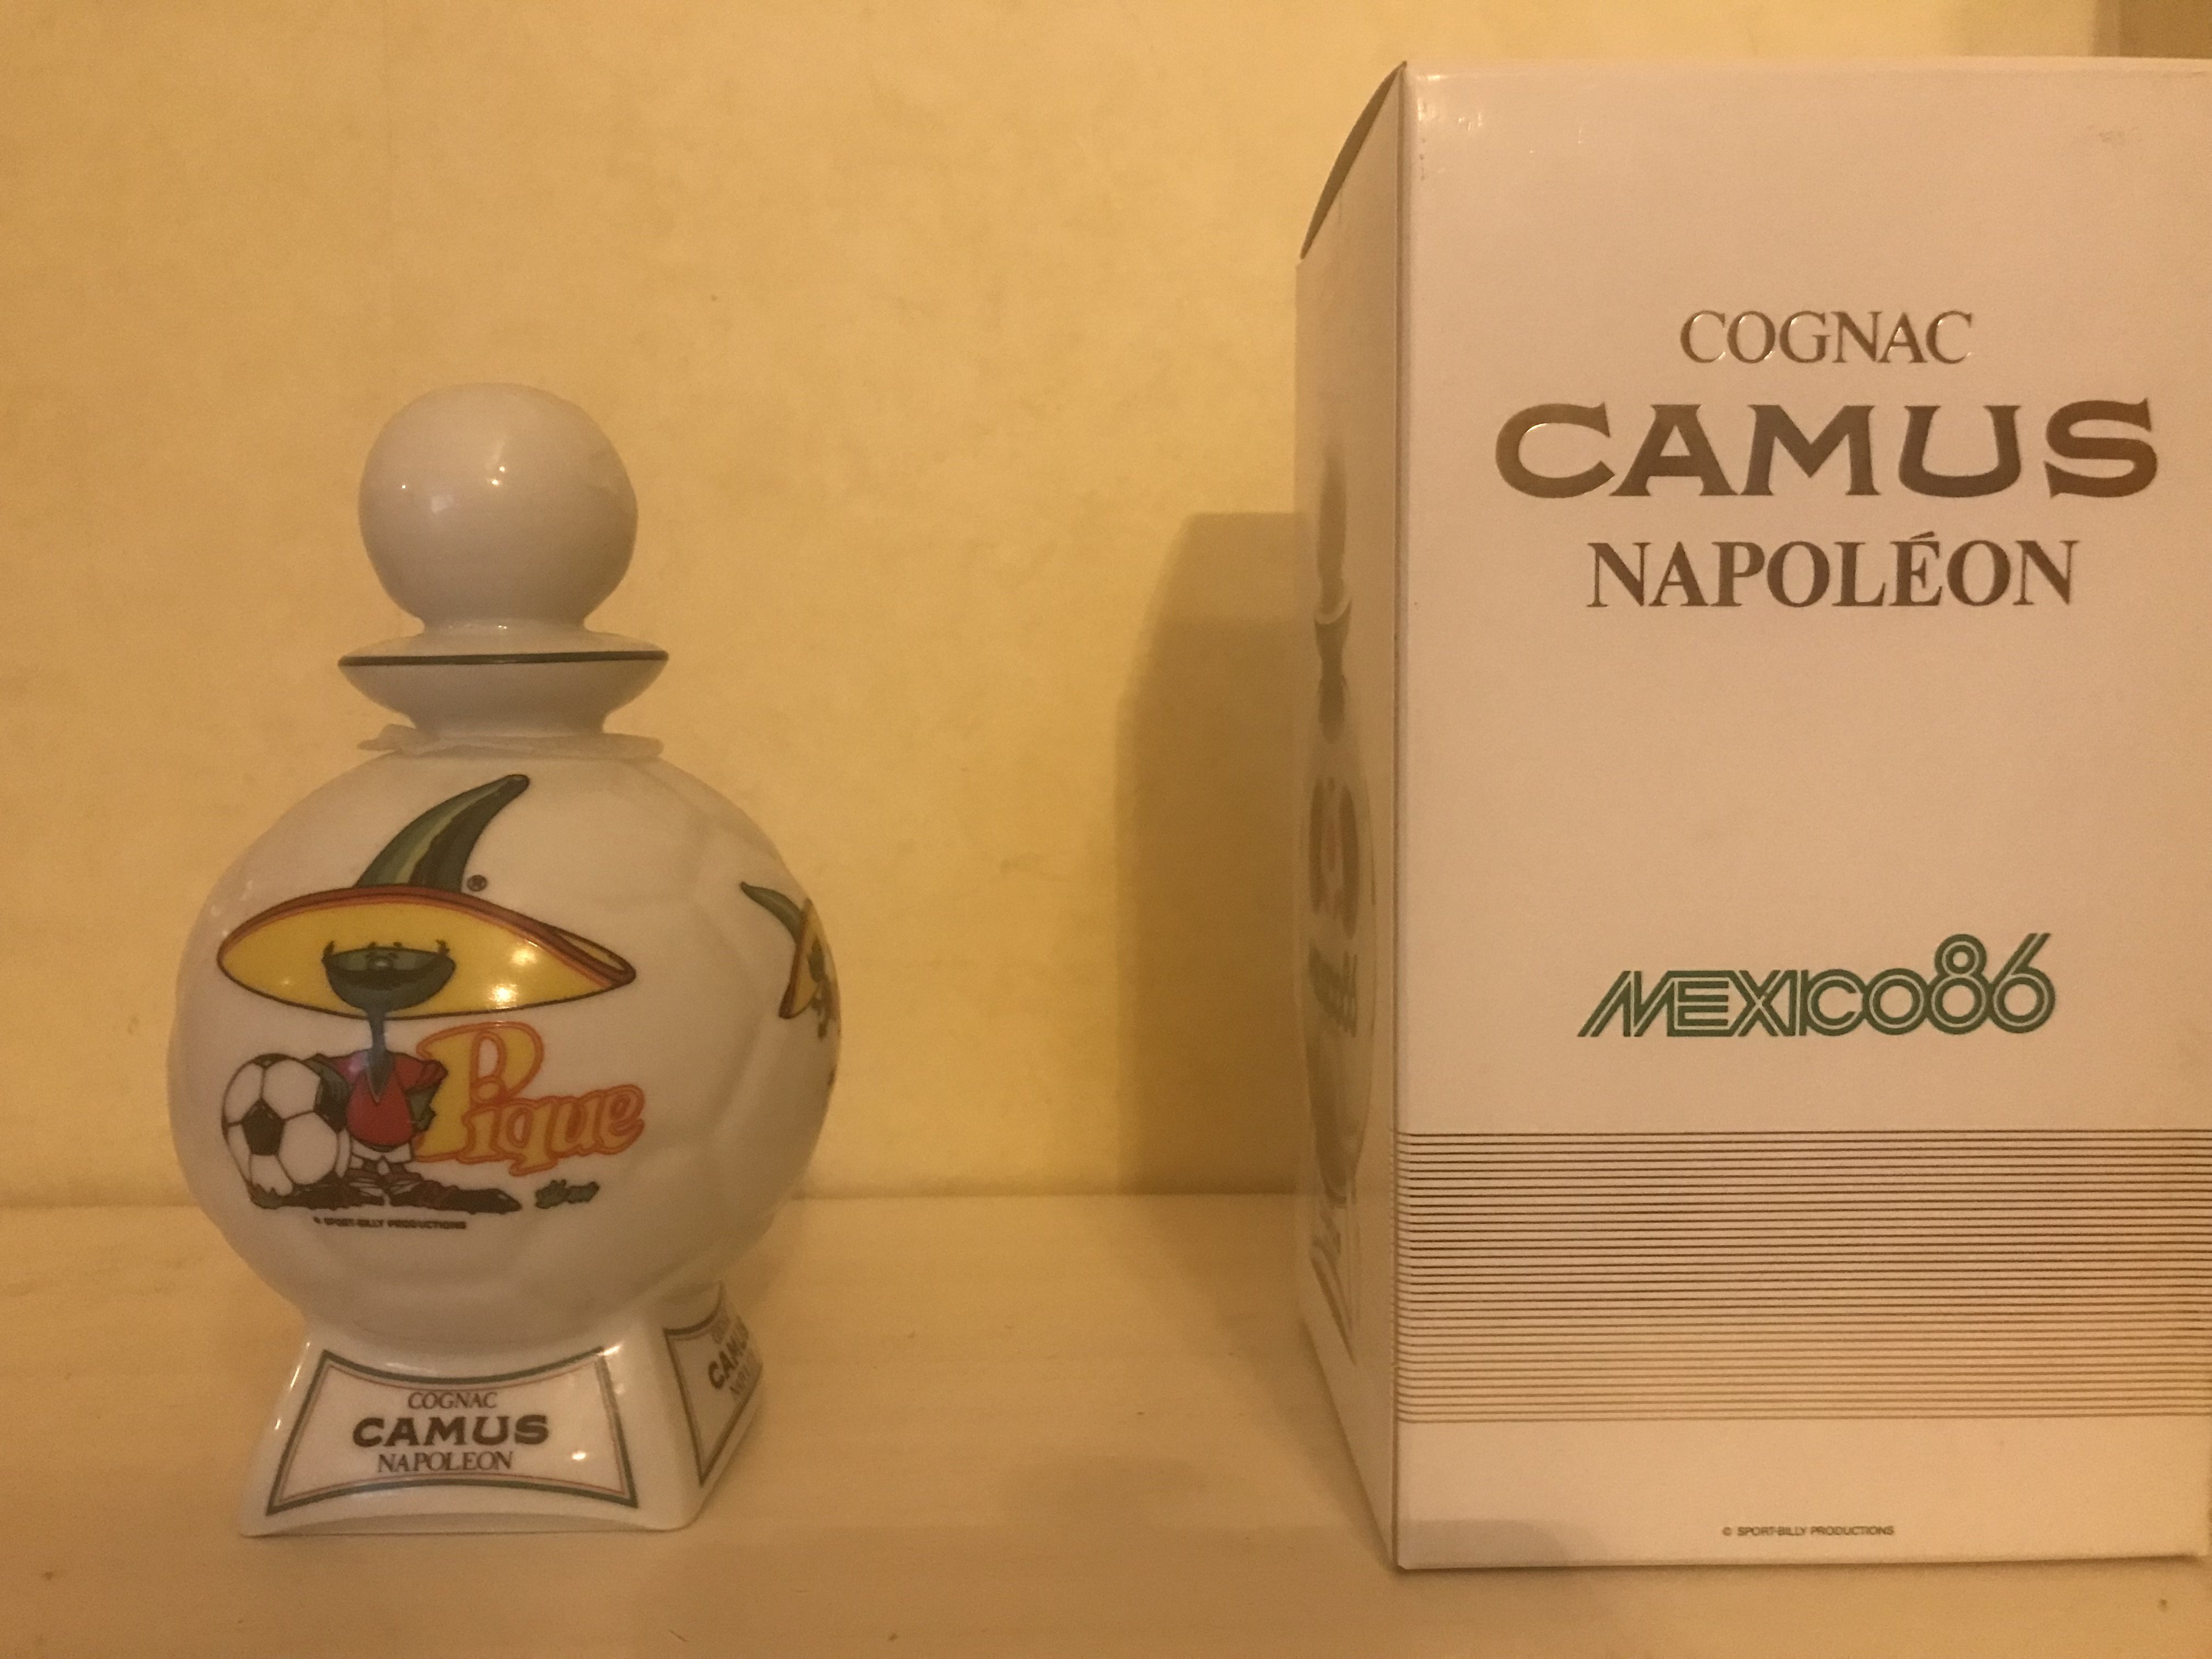 ®
Pique
© SPORT-BILLY PRODUCTIONS
COGNAC
CAMUS
NAPOLEON
COGNAC
CAMUS
NAPOLÉON
MEXICO86
© SPORT-BILLY PRODUCTIONS